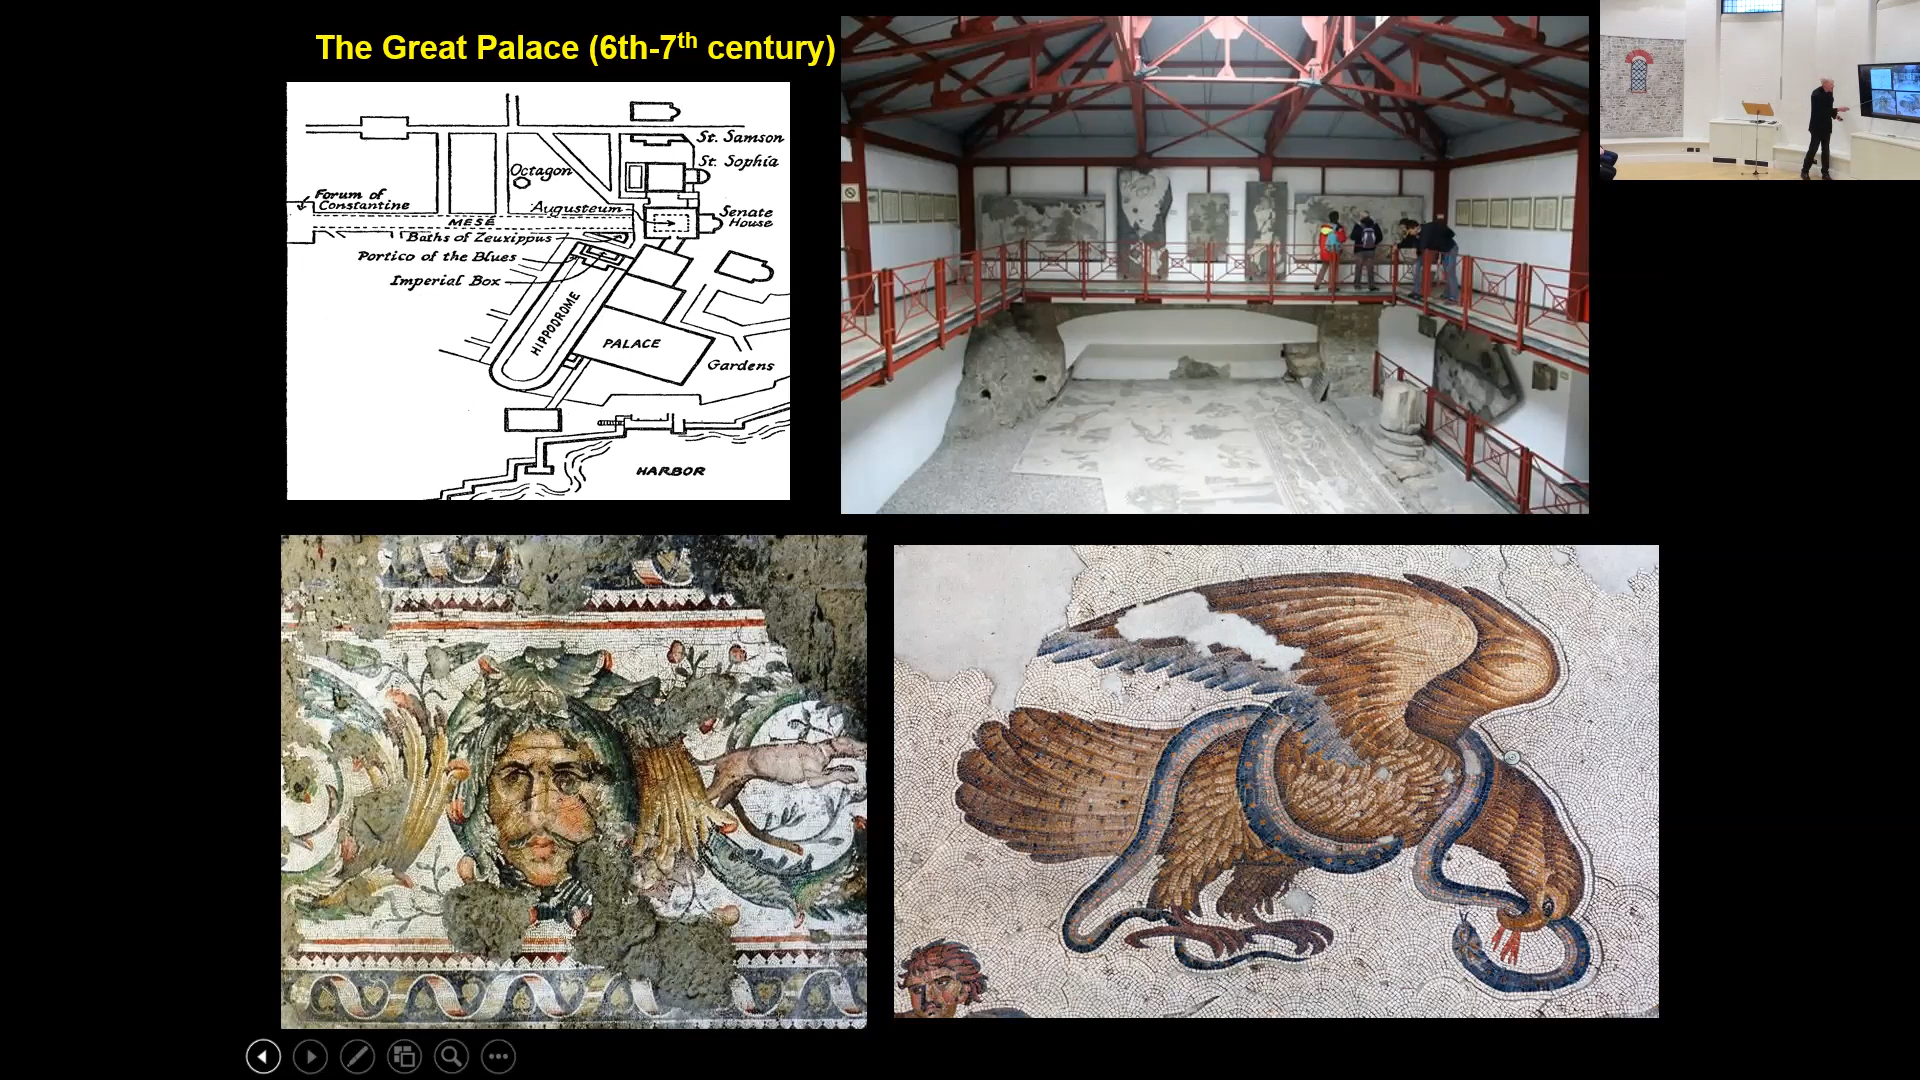 The Great Palace (6th-7th century)
St. Samson
St. Sophia
Octagon
Forum of
Constantine
Augusteum
Senate
House
MESE
Baths of Zeuxippus
Portico of the Blues
Imperial Box
HIPPODROME
PALACE
Gardens
HARBOR